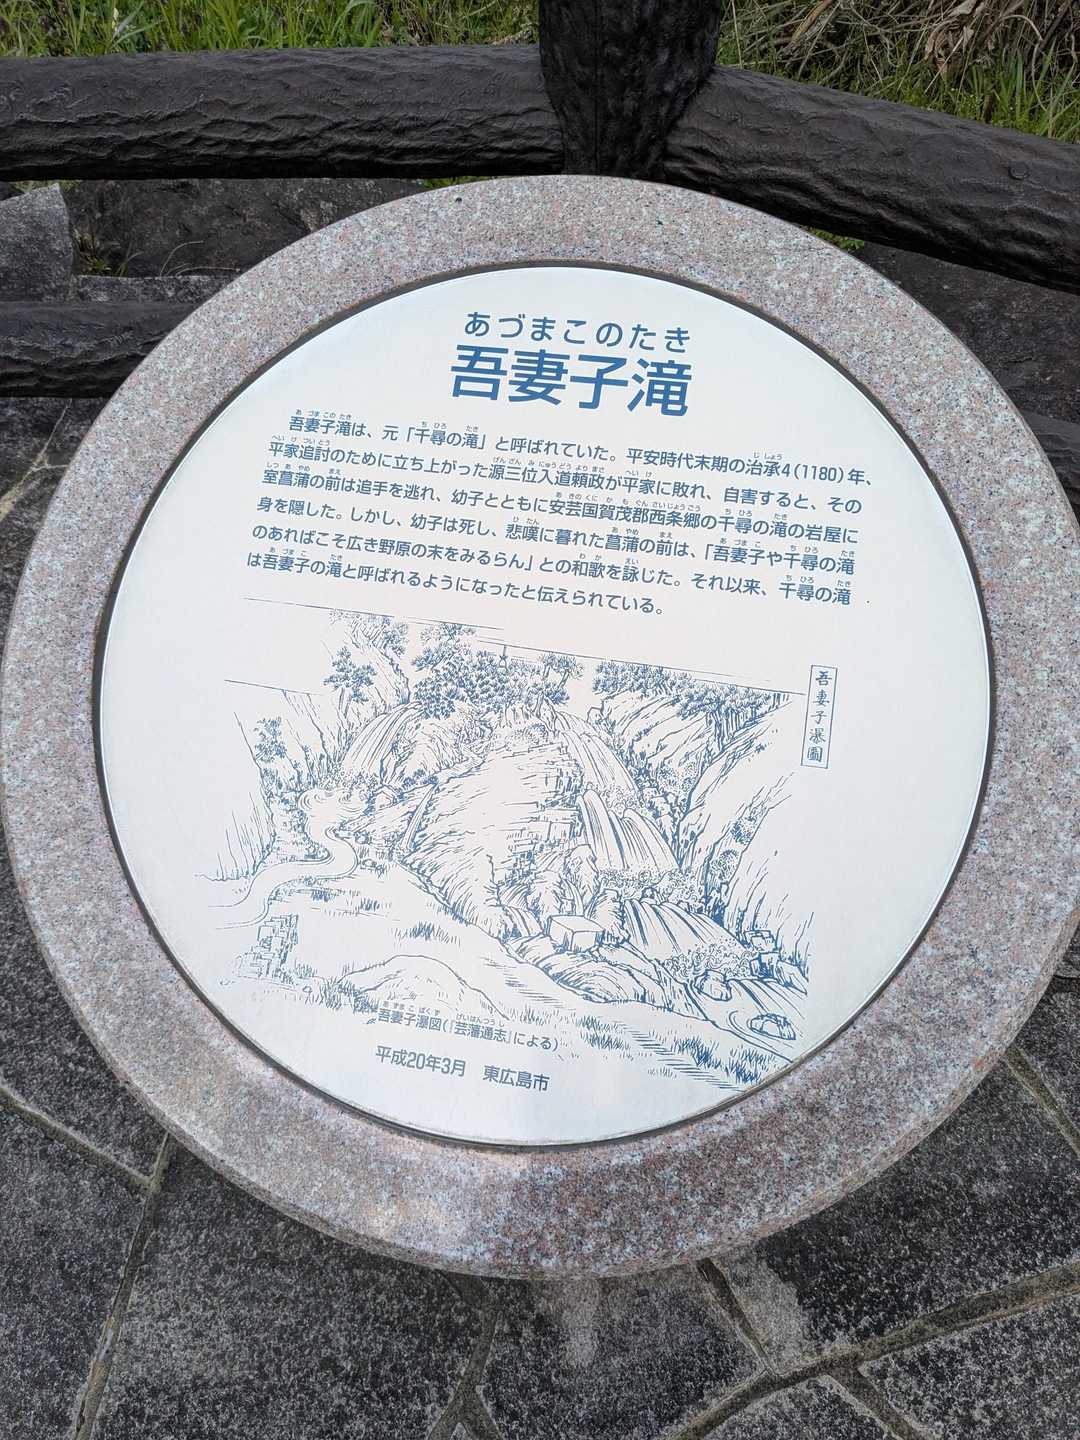 あづまこのたき
吾妻子滝
吾妻子滝は、元「千尋の滝」と呼ばれていた。平安時代末期の治承4(1180)年、
平家追討のために立ち上がった源三位入道頼政が平家に敗れ、自害すると、その
室菖蒲の前は追手を逃れ、幼子とともに安芸国賀茂郡西条郷の千尋の滝の岩屋に
身を隠した。しかし、幼子は死し、悲嘆に暮れた菖蒲の前は、「吾妻子や千尋の滝
のあればこそ広き野原の末をみるらん」との和歌を詠じた。それ以来、千尋の滝
は吾妻子の滝と呼ばれるようになったと伝えられている。
吾妻子瀑圖
吾妻子瀑図(『芸藩通志』による)
平成20年3月 東広島市